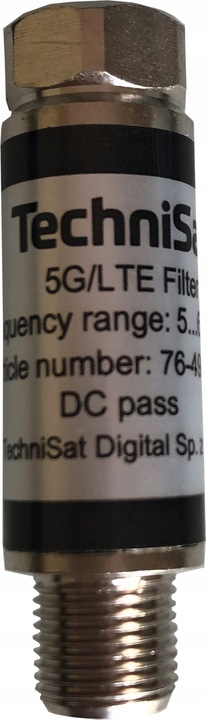 TechniSa
5G/LTE Filter
quency range: 5...6
ticle number: 76-49
DC pass
TechniSat Digital Sp. z